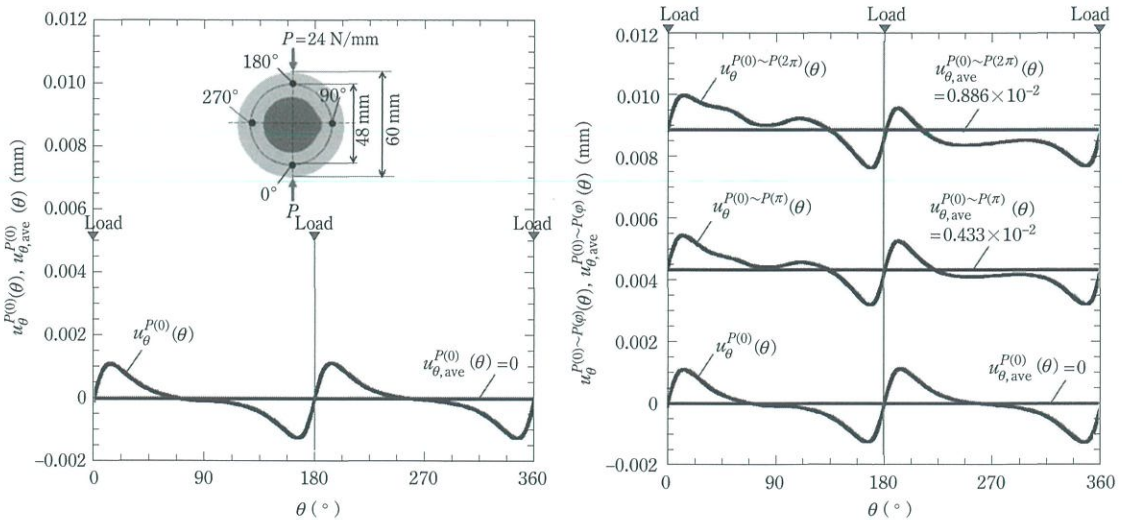 0.012
0.010
0.008
0.006
0.004
0.002
0
−0.002
0
90
180
270
360
θ (°)
u_θ^{P(0)}(θ), u_{θ,ave}^{P(0)}(θ) (mm)
P=24 N/mm
180°
270°
90°
0°
P
48 mm
60 mm
Load
Load
Load
u_θ^{P(0)}(θ)
u_{θ,ave}^{P(0)}(θ)=0
Load
Load
Load
0.012
0.010
0.008
0.006
0.004
0.002
0
−0.002
0
90
180
270
360
θ (°)
u_θ^{P(0)~P(φ)}(θ), u_{θ,ave}^{P(0)~P(φ)}(θ) (mm)
u_θ^{P(0)~P(2π)}(θ)
u_{θ,ave}^{P(0)~P(2π)}(θ)
=0.886×10^{-2}
u_θ^{P(0)~P(π)}(θ)
u_{θ,ave}^{P(0)~P(π)}(θ)
=0.433×10^{-2}
u_θ^{P(0)}(θ)
u_{θ,ave}^{P(0)}(θ)=0